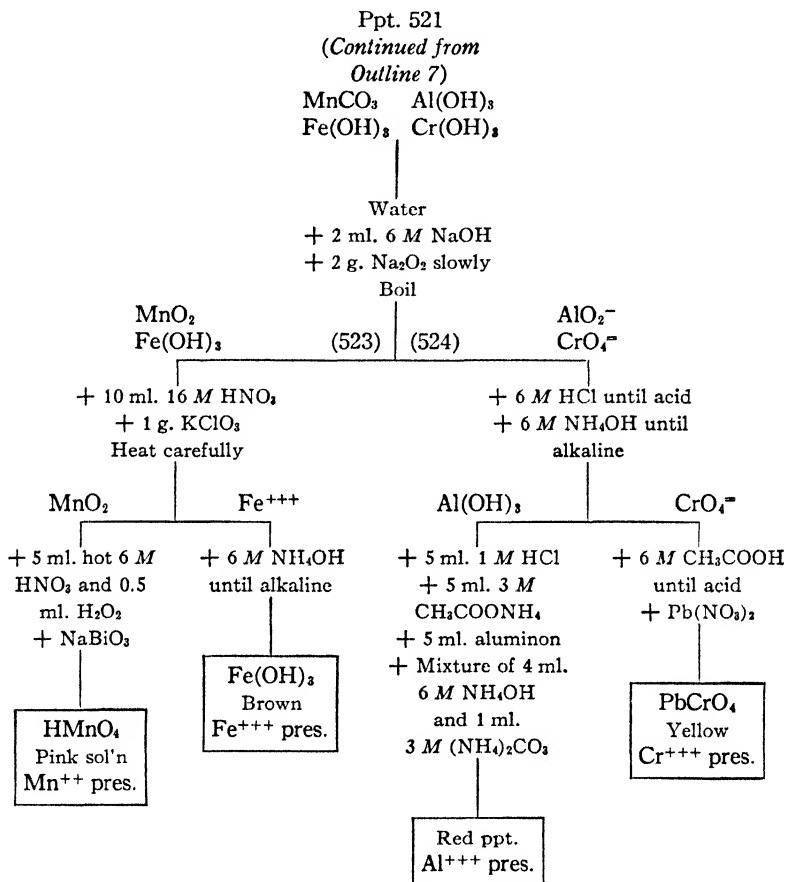 Ppt. 521
(Continued from
Outline 7)
MnCO₃ Al(OH)₃
Fe(OH)₃ Cr(OH)₃
Water
+ 2 ml. 6 M NaOH
+ 2 g. Na₂O₂ slowly
Boil
MnO₂ AlO₂⁻
Fe(OH)₃ (523) (524) CrO₄⁼
+ 10 ml. 16 M HNO₃
+ 1 g. KClO₃
Heat carefully
+ 6 M HCl until acid
+ 6 M NH₄OH until
alkaline
MnO₂ Fe⁺⁺⁺ Al(OH)₃ CrO₄⁼
+ 5 ml. hot 6 M
HNO₃ and 0.5
ml. H₂O₂
+ NaBiO₃
HMnO₄
Pink sol'n
Mn⁺⁺ pres.
+ 6 M NH₄OH
until alkaline
Fe(OH)₃
Brown
Fe⁺⁺⁺ pres.
+ 5 ml. 1 M HCl
+ 5 ml. 3 M
CH₃COONH₄
+ 5 ml. aluminon
+ Mixture of 4 ml.
6 M NH₄OH
and 1 ml.
3 M (NH₄)₂CO₃
Red ppt.
Al⁺⁺⁺ pres.
+ 6 M CH₃COOH
until acid
+ Pb(NO₃)₂
PbCrO₄
Yellow
Cr⁺⁺⁺ pres.